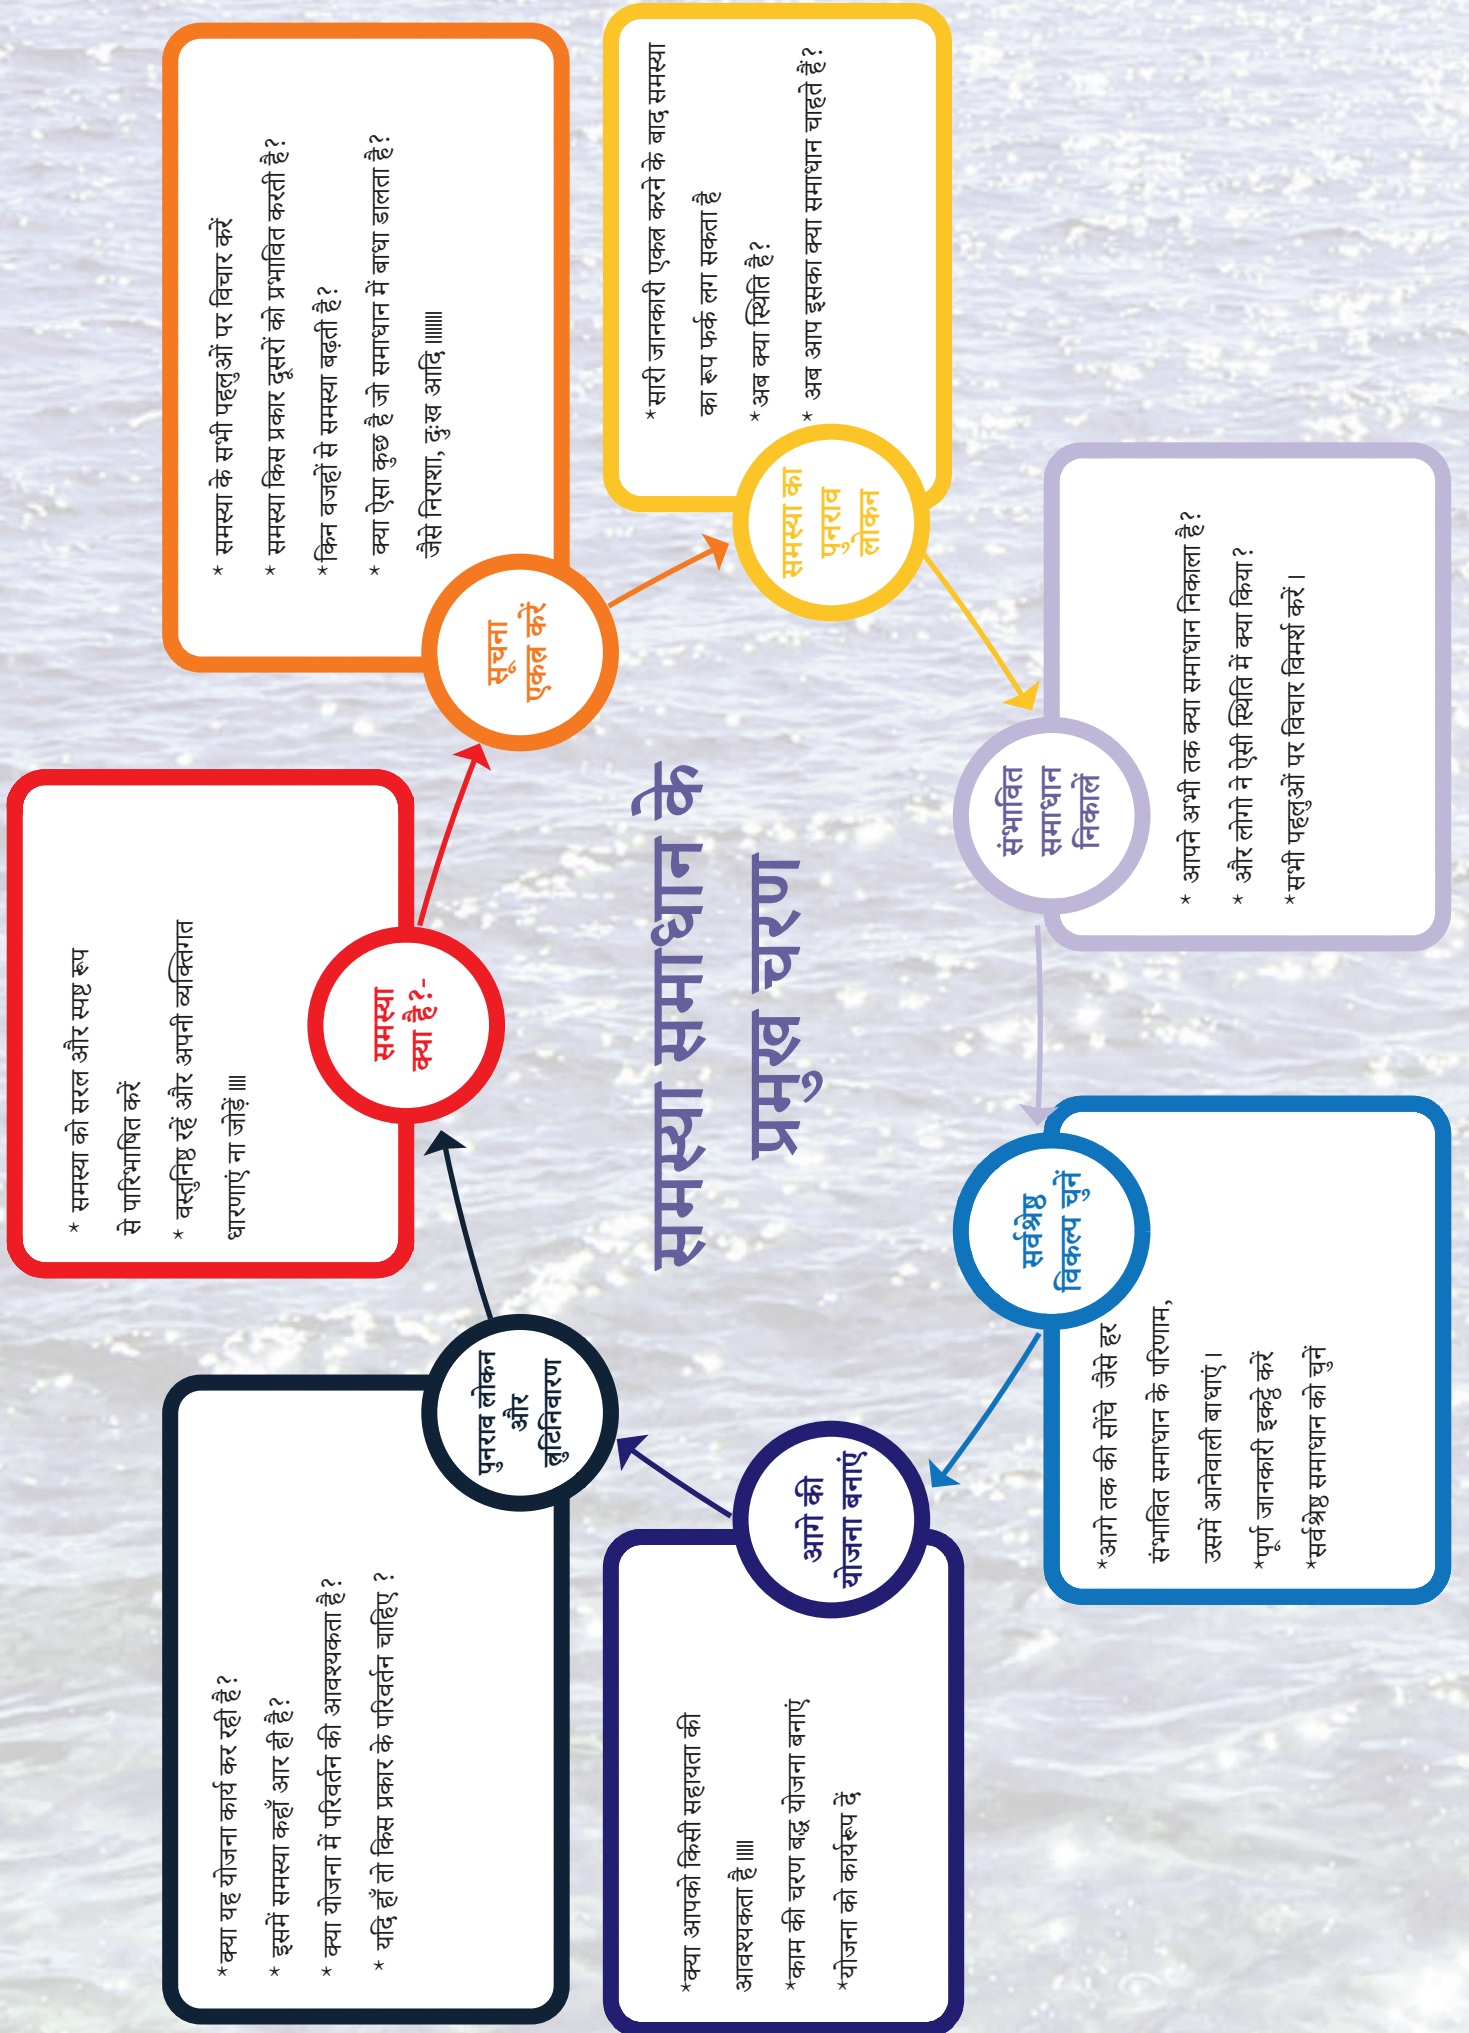 समस्या समाधान के
प्रमुख चरण
समस्या
क्या है?-
* समस्या को सरल और स्पष्ट रूप
से पारिभाषित करें
* वस्तुनिष्ठ रहें और अपनी व्यक्तिगत
धारणाएं ना जोड़ें ।।।।
सूचना
एकत्र करें
* समस्या के सभी पहलुओं पर विचार करें
* समस्या किस प्रकार दूसरों को प्रभावित करती है?
*किन वजहों से समस्या बढ़ती है?
* क्या ऐसा कुछ है जो समाधान में बाधा डालता है?
जैसे निराशा, दुःख आदि ।।।।।।।।
समस्या का
पुनराव
लोकन
*सारी जानकारी एकत्र करने के बाद समस्या
का रूप फर्क लग सकता है
*अब क्या स्थिति है?
* अब आप इसका क्या समाधान चाहते हैं?
संभावित
समाधान
निकालें
* आपने अभी तक क्या समाधान निकाला है?
* और लोगो ने ऐसी स्थिति में क्या किया?
*सभी पहलुओं पर विचार विमर्श करें।
सर्वश्रेष्ठ
विकल्प चुनें
*आगे तक की सोंचे जैसे हर
संभावित समाधान के परिणाम,
उसमें आनेवाली बाधाएं।
*पूर्ण जानकारी इकट्ठे करें
*सर्वश्रेष्ठ समाधान को चुनें
आगे की
योजना बनाएं
*क्या आपको किसी सहायता की
आवश्यकता है ।।।।।
*काम की चरण बद्ध योजना बनाएं
*योजना को कार्यरूप दें
पुनराव लोकन
और
त्रुटिनिवारण
*क्या यह योजना कार्य कर रही है?
* इसमें समस्या कहाँ आर ही है?
* क्या योजना में परिवर्तन की आवश्यकता है?
* यदि हाँ तो किस प्रकार के परिवर्तन चाहिए ?